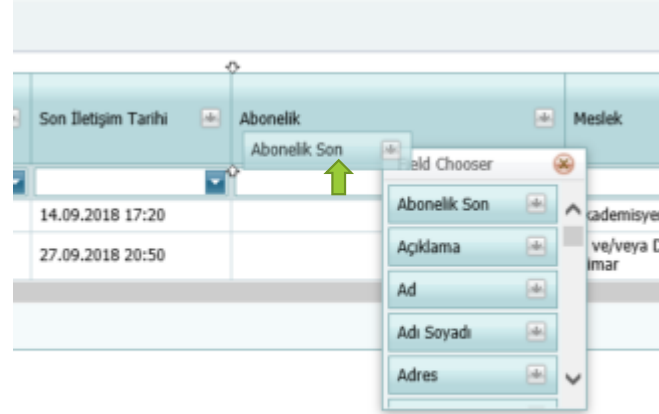 Son İletişim Tarihi
Abonelik
Meslek
Abonelik Son
eld Chooser
14.09.2018 17:20
27.09.2018 20:50
Abonelik Son
Açıklama
Ad
Adı Soyadı
Adres
kademisyen
ve/veya D
imar